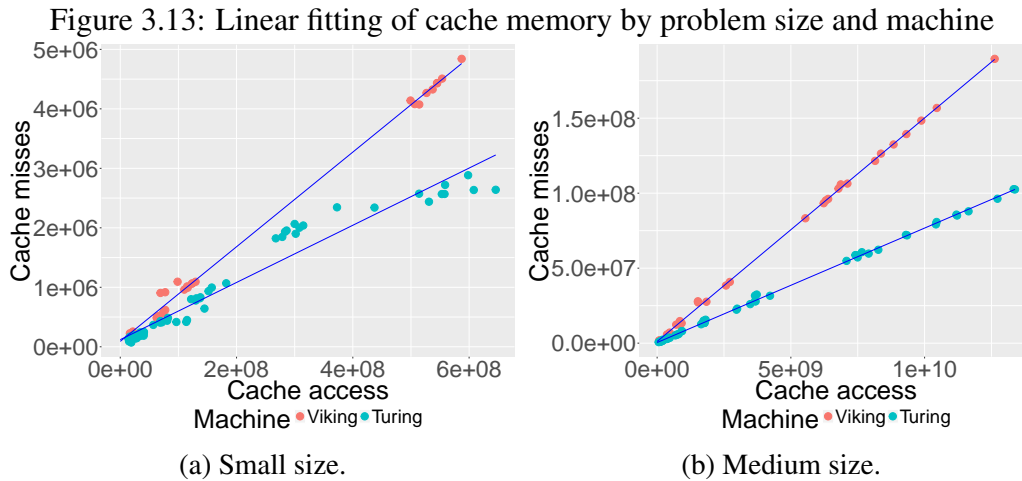 Figure 3.13: Linear fitting of cache memory by problem size and machine
5e+06
4e+06
3e+06
2e+06
1e+06
0e+00
Cache misses
0e+00 2e+08 4e+08 6e+08
Cache access
Machine Viking Turing
(a) Small size.
1.5e+08
1.0e+08
5.0e+07
0.0e+00
Cache misses
0e+00 5e+09 1e+10
Cache access
Machine Viking Turing
(b) Medium size.